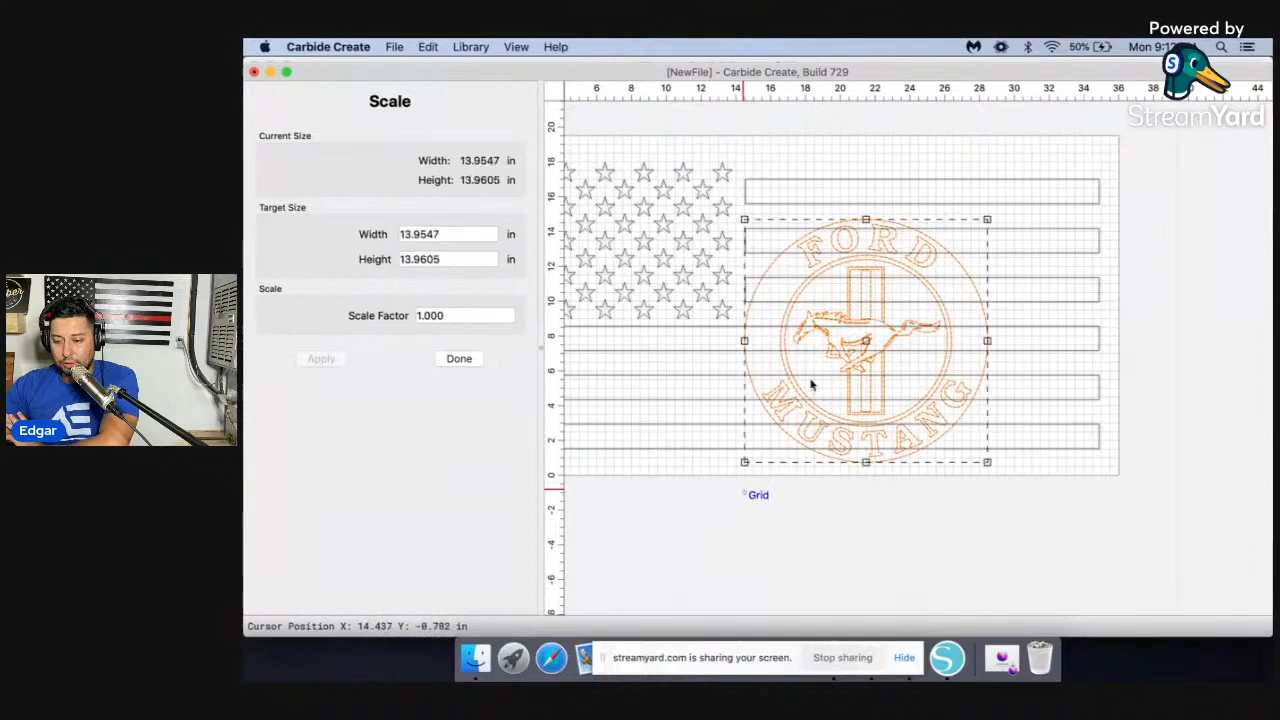 Powered by
StreamYard
Carbide Create File Edit Library View Help
50% Mon 9:1
[NewFile] - Carbide Create, Build 729
Scale
Current Size
Width: 13.9547 in
Height: 13.9605 in
Target Size
Width 13.9547 in
Height 13.9605 in
Scale
Scale Factor 1.000
Apply Done
6 8 10 12 14 16 18 20 22 24 26 28 30 32 34 36 38 40 42 44
20
18
16
14
12
10
8
6
4
2
0
-2
-4
-6
-8
FORD
MUSTANG
Grid
Edgar
Cursor Position X: 14.437 Y: -0.782 in
streamyard.com is sharing your screen. Stop sharing Hide